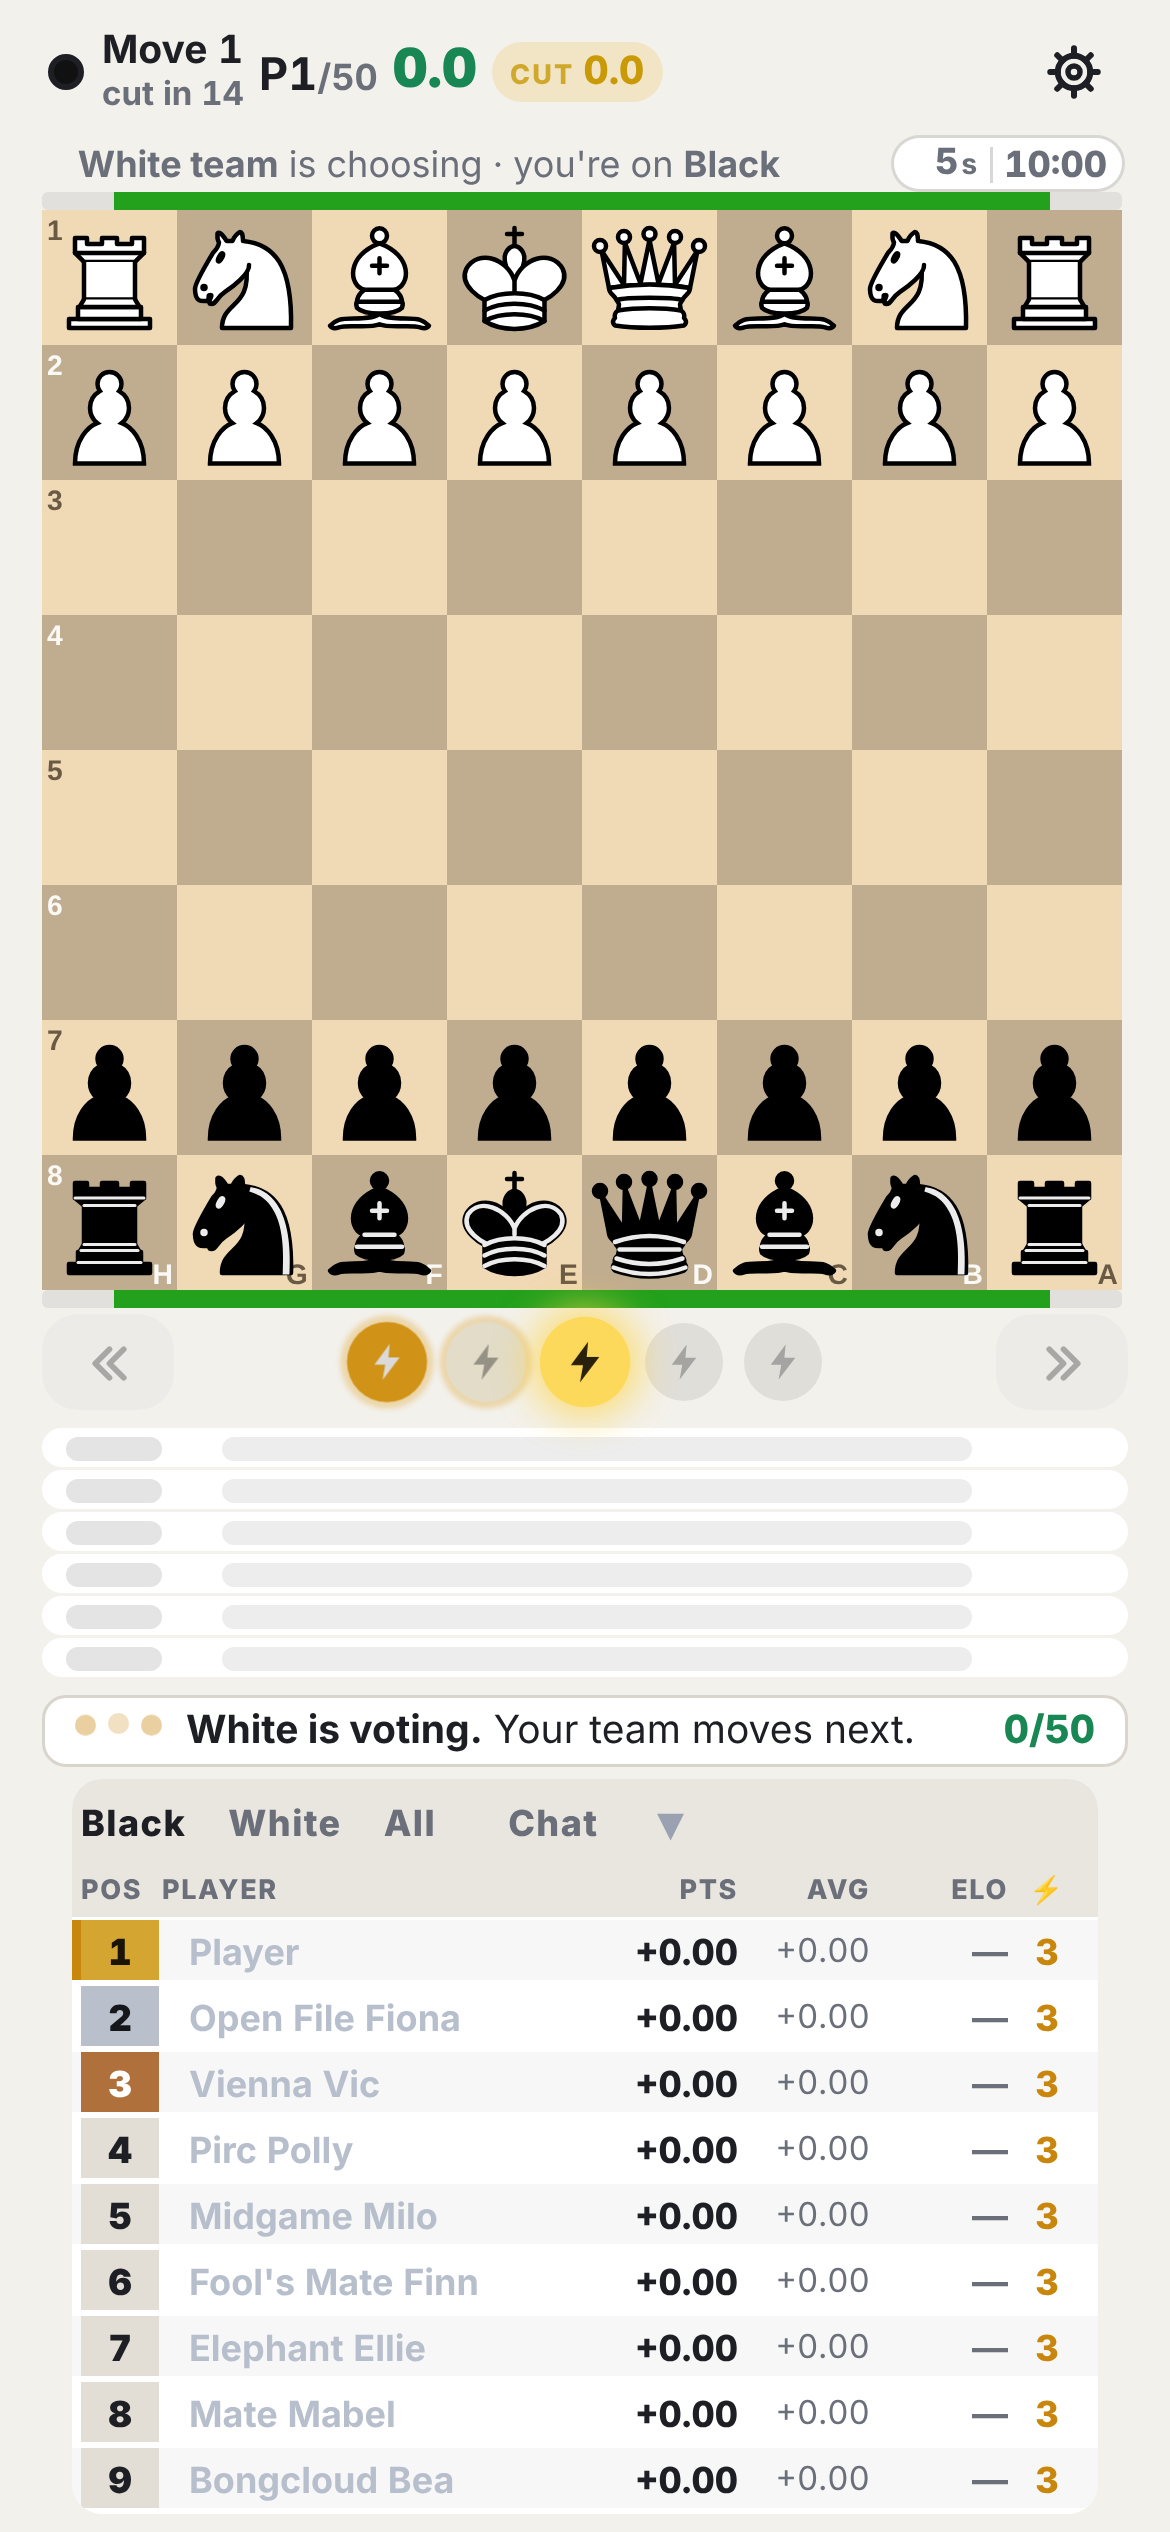 Move 1
cut in 14
P1/50 0.0 CUT 0.0
White team is choosing · you're on Black
5s 10:00
1
2
3
4
5
6
7
8
H G F E D C B A
White is voting. Your team moves next. 0/50
Black White All Chat ▼
POS PLAYER PTS AVG ELO ⚡
1 Player +0.00 +0.00 — 3
2 Open File Fiona +0.00 +0.00 — 3
3 Vienna Vic +0.00 +0.00 — 3
4 Pirc Polly +0.00 +0.00 — 3
5 Midgame Milo +0.00 +0.00 — 3
6 Fool's Mate Finn +0.00 +0.00 — 3
7 Elephant Ellie +0.00 +0.00 — 3
8 Mate Mabel +0.00 +0.00 — 3
9 Bongcloud Bea +0.00 +0.00 — 3